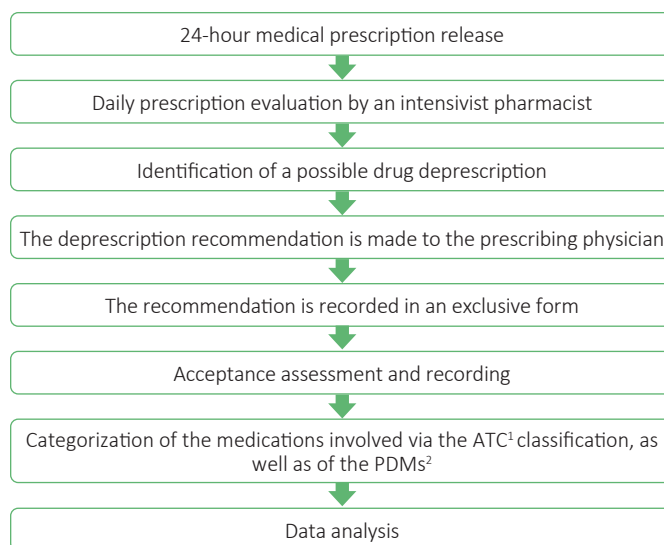 24-hour medical prescription release
Daily prescription evaluation by an intensivist pharmacist
Identification of a possible drug deprescription
The deprescription recommendation is made to the prescribing physician
The recommendation is recorded in an exclusive form
Acceptance assessment and recording
Categorization of the medications involved via the ATC¹ classification, as
well as of the PDMs²
Data analysis